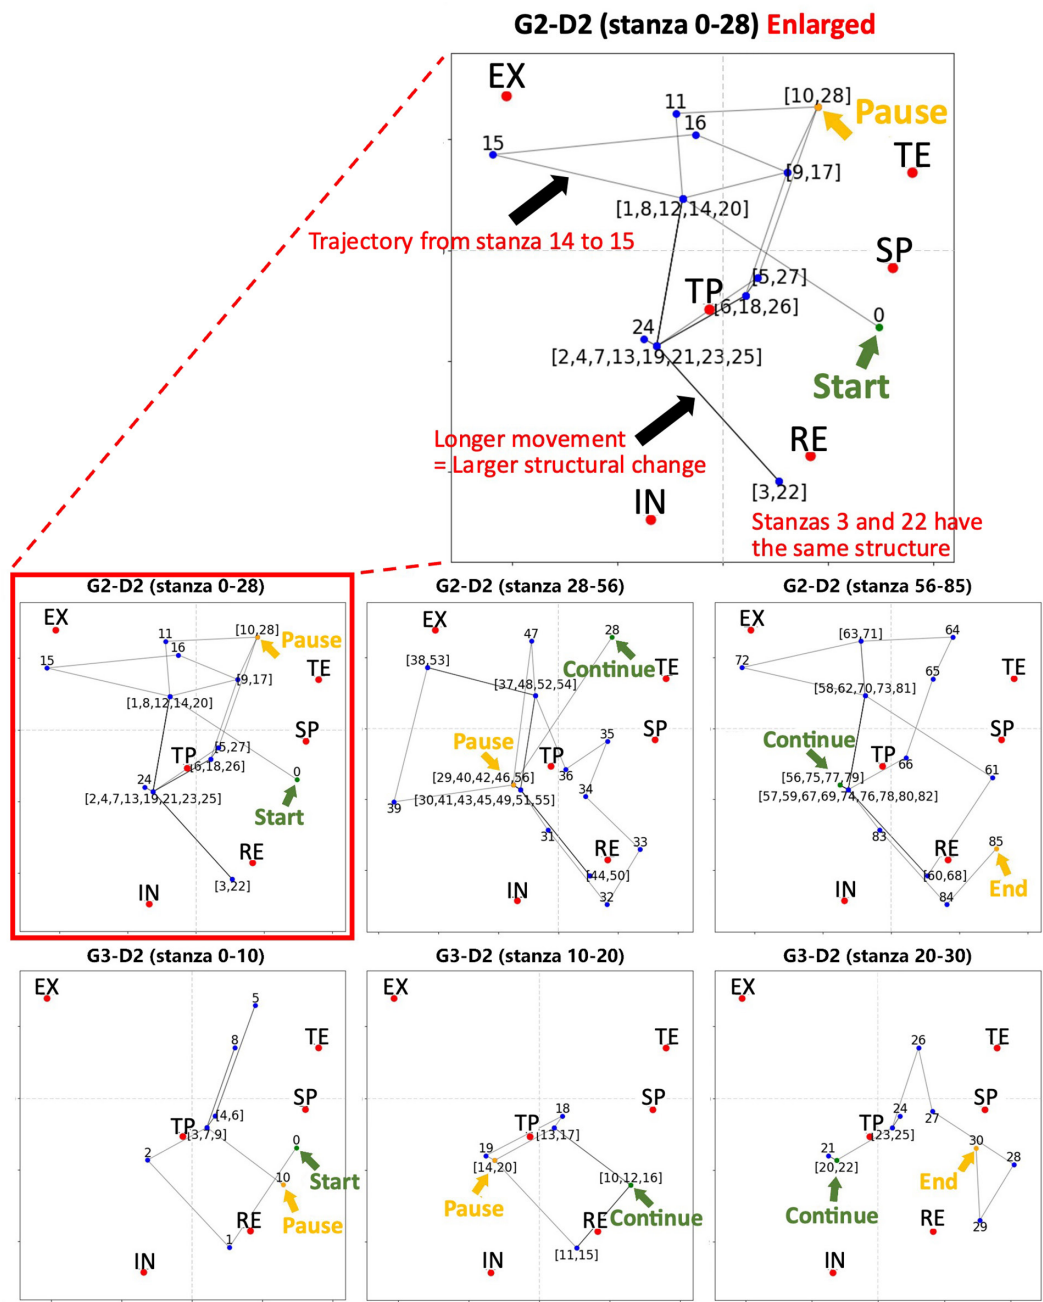 G2-D2 (stanza 0-28) Enlarged
EX
[10,28]
11
Pause
16
15
TE
[9,17]
[1,8,12,14,20]
Trajectory from stanza 14 to 15
SP
[5,27]
TP
[6,18,26]
0
24
[2,4,7,13,19,21,23,25]
Start
Longer movement
= Larger structural change
RE
[3,22]
IN
Stanzas 3 and 22 have
the same structure
G2-D2 (stanza 0-28)
EX
11
[10,28]
Pause
16
15
TE
[9,17]
[1,8,12,14,20]
SP
[5,27]
TP
[6,18,26]
0
24
[2,4,7,13,19,21,23,25]
Start
RE
[3,22]
IN
G2-D2 (stanza 28-56)
EX
47
28
Continue
[38,53]
TE
[37,48,52,54]
SP
35
Pause
TP
36
[29,40,42,46,56]
34
[30,41,43,45,49,51,55]
39
31
33
RE
[44,50]
IN
32
G2-D2 (stanza 56-85)
EX
[63,71]
64
72
65
TE
[58,62,70,73,81]
SP
Continue
TP
66
[56,75,77,79]
61
[57,59,67,69,74,76,78,80,82]
83
85
RE
[60,68]
End
IN
84
G3-D2 (stanza 0-10)
EX
5
8
TE
SP
[4,6]
TP
[3,7,9]
0
2
Start
10
Pause
RE
1
IN
G3-D2 (stanza 10-20)
EX
TE
SP
18
TP
[13,17]
19
[14,20]
[10,12,16]
Pause
RE
Continue
[11,15]
IN
G3-D2 (stanza 20-30)
EX
26
TE
SP
24
27
TP
[23,25]
30
21
[20,22]
28
End
Continue
RE
29
IN